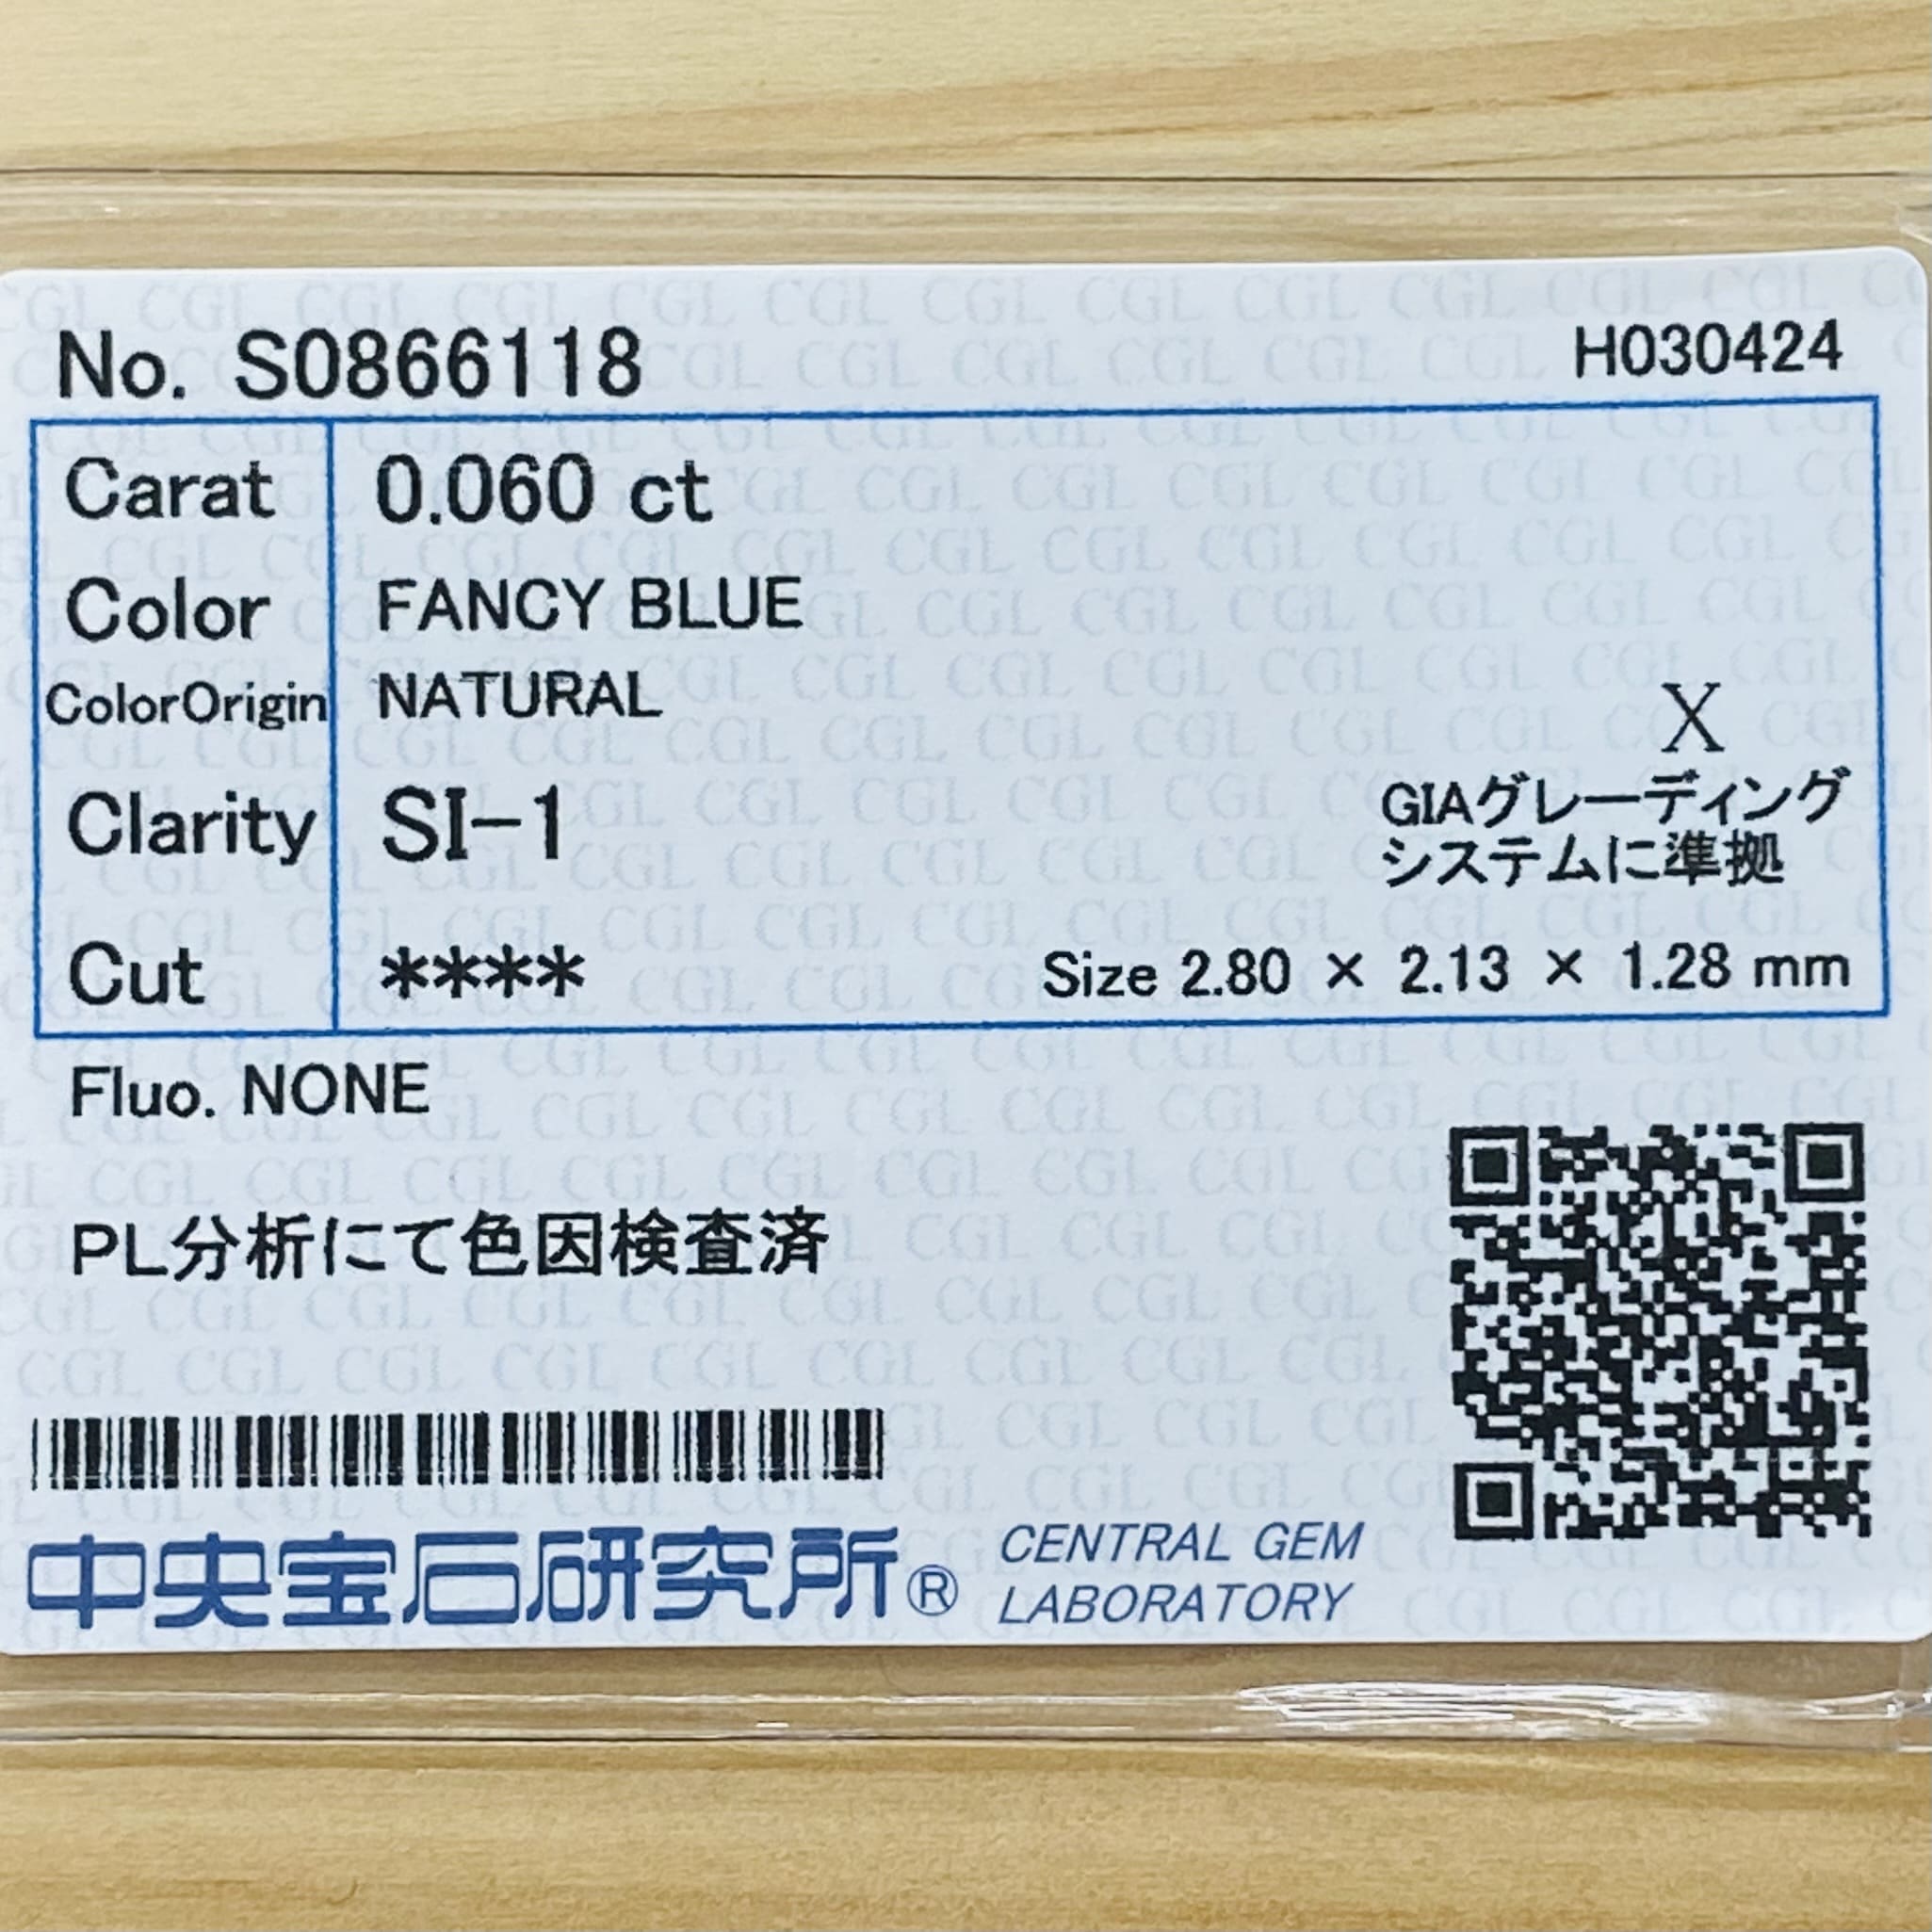 No. S0866118
H030424
Carat 0.060 ct
Color FANCY BLUE
ColorOrigin NATURAL
X
Clarity SI-1
GIAグレーディング
システムに準拠
Cut **** Size 2.80 × 2.13 × 1.28 mm
Fluo. NONE
PL分析にて色因検査済
中央宝石研究所®
CENTRAL GEM
LABORATORY